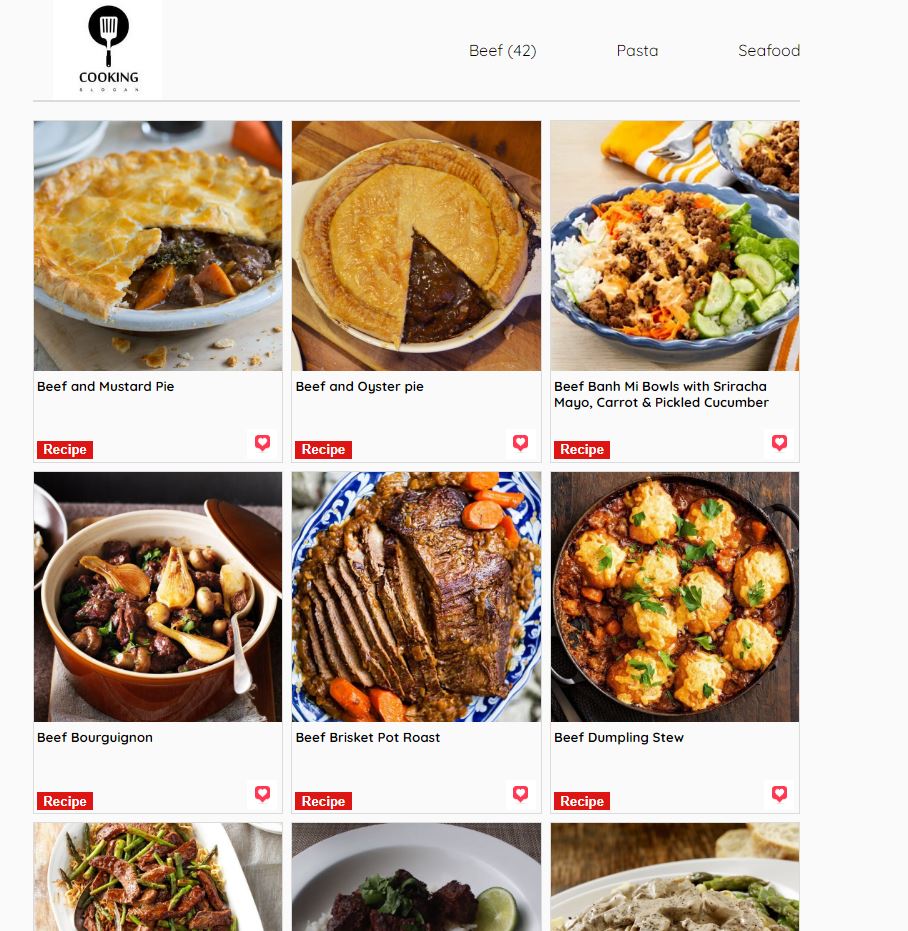 COOKING
SLOGAN
Beef (42)
Pasta
Seafood
Beef and Mustard Pie
Recipe
Beef and Oyster pie
Recipe
Beef Banh Mi Bowls with Sriracha
Mayo, Carrot & Pickled Cucumber
Recipe
Beef Bourguignon
Recipe
Beef Brisket Pot Roast
Recipe
Beef Dumpling Stew
Recipe